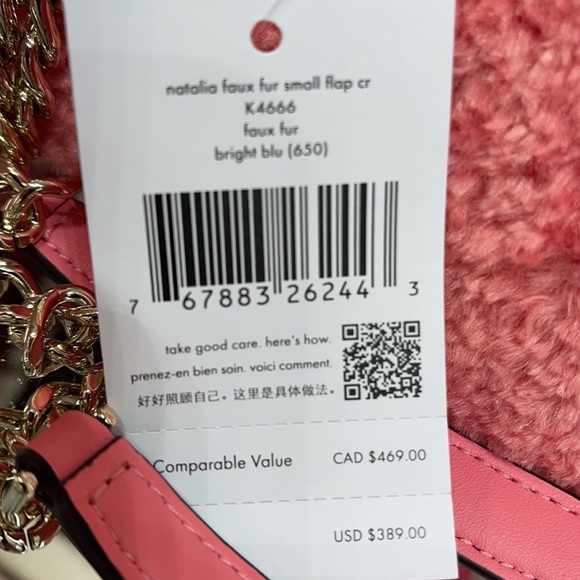 natalia faux fur small flap cr
K4666
faux fur
bright blu (650)
7 67883 26244 3
take good care. here's how.
prenez-en bien soin. voici comment.
好好照顾自己。这里是具体做法。
Comparable Value CAD $469.00
USD $389.00